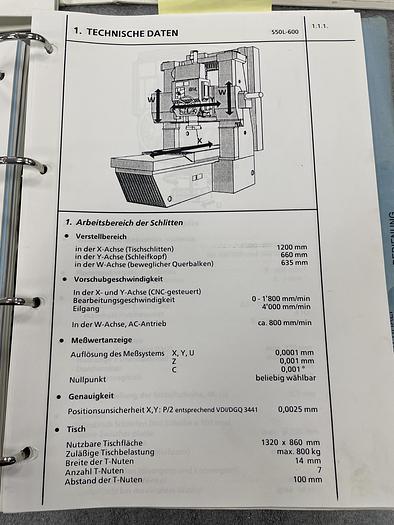 1. TECHNISCHE DATEN
550L-600
1.1.1.
W
W
Y
X
1. Arbeitsbereich der Schlitten
• Verstellbereich
in der X-Achse (Tischschlitten) 1200 mm
in der Y-Achse (Schleifkopf) 660 mm
in der W-Achse (beweglicher Querbalken) 635 mm
• Vorschubgeschwindigkeit
In der X- und Y-Achse (CNC-gesteuert)
Bearbeitungsgeschwindigkeit 0 - 1'800 mm/min
Eilgang 4'000 mm/min
In der W-Achse, AC-Antrieb ca. 800 mm/min
• Meßwertanzeige
Auflösung des Meßsystems X, Y, U 0,0001 mm
Z 0,001 mm
C 0,001°
Nullpunkt beliebig wählbar
• Genauigkeit
Positionsunsicherheit X,Y: P/2 entsprechend VDI/DGQ 3441 0,0025 mm
• Tisch
Nutzbare Tischfläche 1320 x 860 mm
Zuläßige Tischbelastung max. 800 kg
Breite der T-Nuten 14 mm
Anzahl T-Nuten 7
Abstand der T-Nuten 100 mm
BEDIENUNG